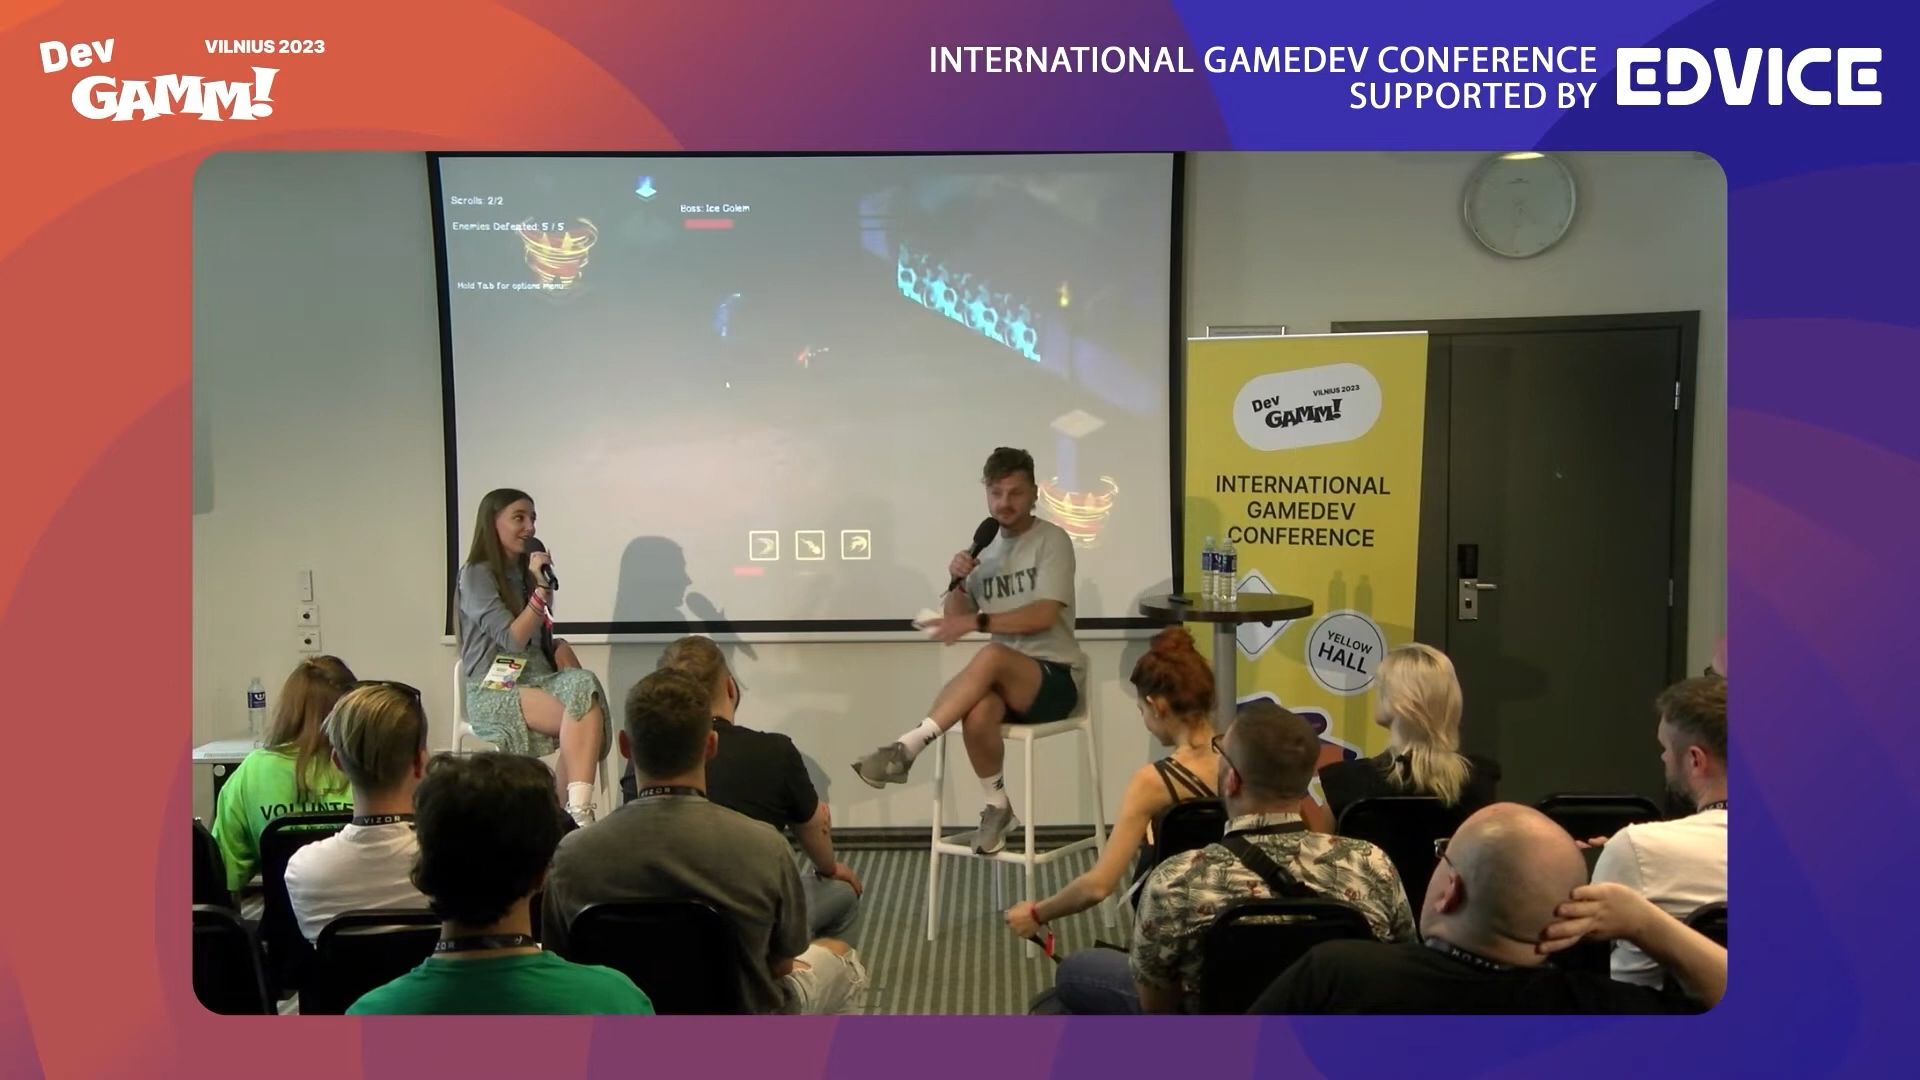 Dev
GAMM!
VILNIUS 2023
INTERNATIONAL GAMEDEV CONFERENCE
SUPPORTED BY
EDVICE
Scrolls: 2/2
Enemies Defeated: 5 / 5
Hold Tab for options menu...
Boss: Ice Golem
Dev
GAMM!
VILNIUS 2023
INTERNATIONAL
GAMEDEV
CONFERENCE
YELLOW
HALL
UNITY
VOLUNTE
VIZOR
VIZOR
ZOR